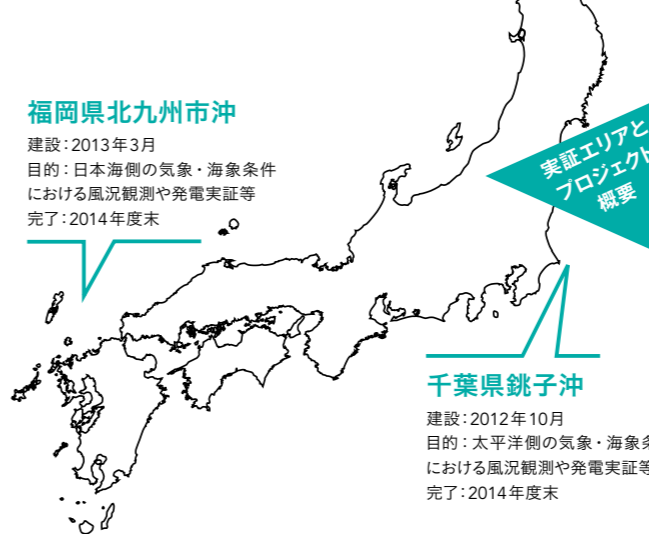 福岡県北九州市沖
建設：2013年3月
目的：日本海側の気象・海象条件
における風況観測や発電実証等
完了：2014年度末
実証エリアと
プロジェクト
概要
千葉県銚子沖
建設：2012年10月
目的：太平洋側の気象・海象条
における風況観測や発電実証等
完了：2014年度末